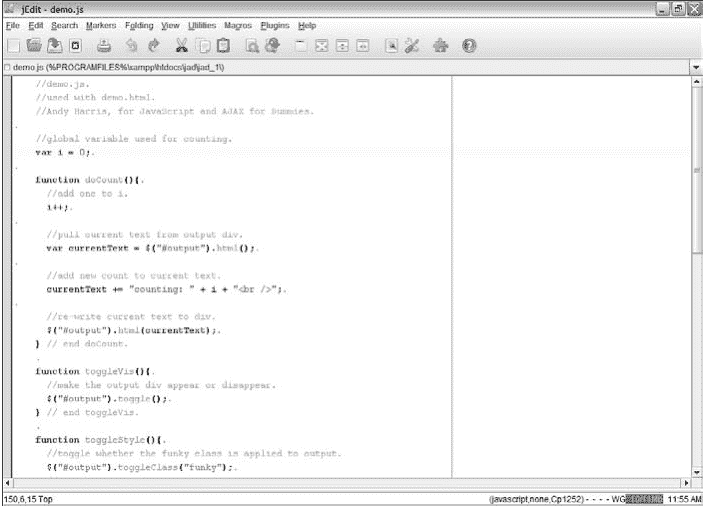 jEdit - demo.js
File Edit Search Markers Folding View Utilities Macros Plugins Help
demo.js (%PROGRAMFILES%\xampp\htdocs\jad\jad_1\)
//demo.js.
//used with demo.html.
//Andy Harris, for JavaScript and AJAX for Dummies.
.
//global variable used for counting.
var i = 0;.
.
function doCount(){.
//add one to i.
i++;.
.
//pull current text from output div.
var currentText = $("#output").html();.
.
//add new count to current text.
currentText += "counting: " + i + "<br />";.
.
//re-write current text to div.
$("#output").html(currentText);.
} // end doCount.
.
function toggleVis(){.
//make the output div appear or disappear.
$("#output").toggle();.
} // end toggleVis.
.
function toggleStyle(){.
//toggle whether the funky class is applied to output.
$("#output").toggleClass("funky");.
150,6,15 Top (javascript,none,Cp1252) - - - - WG 11:55 AM